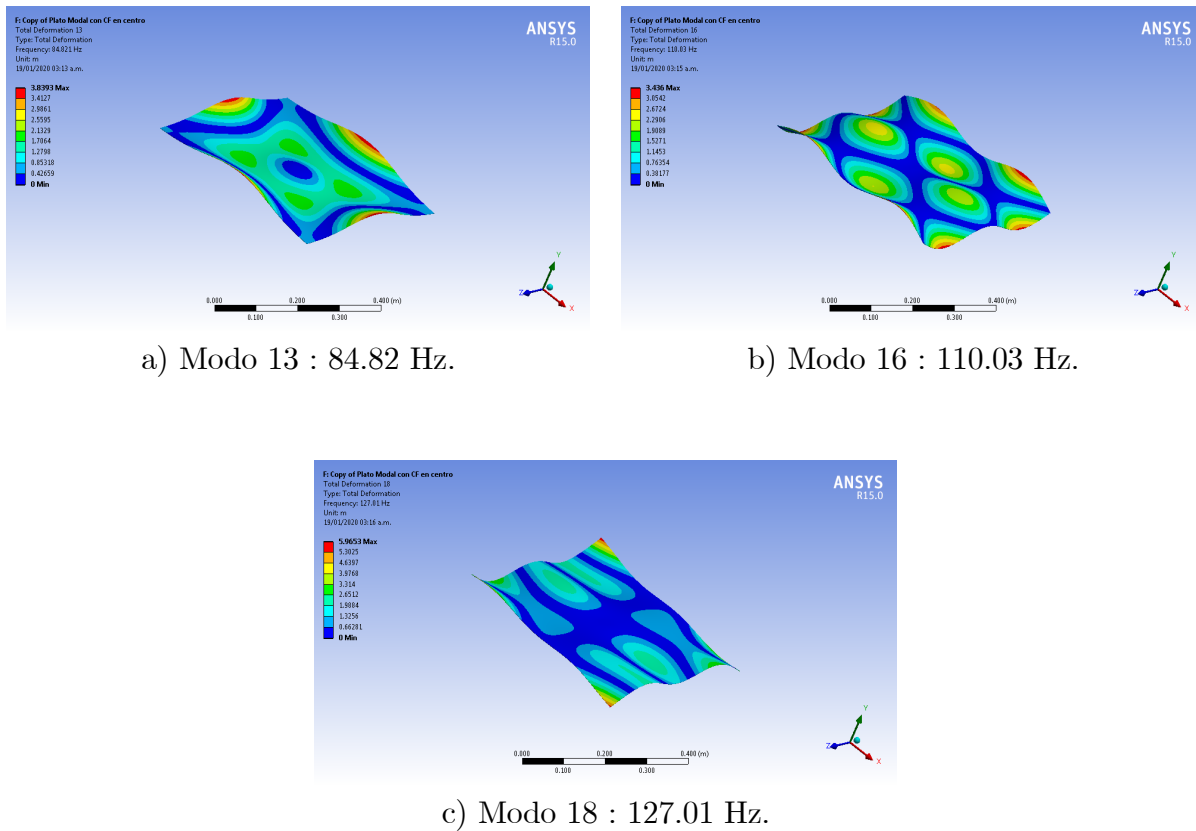 F: Copy of Plato Modal con CF en centro
Total Deformation 13
Type: Total Deformation
Frequency: 84.821 Hz
Unit: m
19/01/2020 03:13 a.m.
ANSYS
R15.0
3.8393 Max
3.4127
2.9861
2.5595
2.1329
1.7064
1.2798
0.85318
0.42659
0 Min
Y
Z
X
0.000 0.200 0.400 (m)
0.100 0.300
a) Modo 13 : 84.82 Hz.
F: Copy of Plato Modal con CF en centro
Total Deformation 16
Type: Total Deformation
Frequency: 110.03 Hz
Unit: m
19/01/2020 03:15 a.m.
ANSYS
R15.0
3.436 Max
3.0542
2.6724
2.2906
1.9089
1.5271
1.1453
0.76354
0.38177
0 Min
Y
Z
X
0.000 0.200 0.400 (m)
0.100 0.300
b) Modo 16 : 110.03 Hz.
F: Copy of Plato Modal con CF en centro
Total Deformation 18
Type: Total Deformation
Frequency: 127.01 Hz
Unit: m
19/01/2020 03:16 a.m.
ANSYS
R15.0
5.9653 Max
5.3025
4.6397
3.9768
3.314
2.6512
1.9884
1.3256
0.66281
0 Min
Y
Z
X
0.000 0.200 0.400 (m)
0.100 0.300
c) Modo 18 : 127.01 Hz.